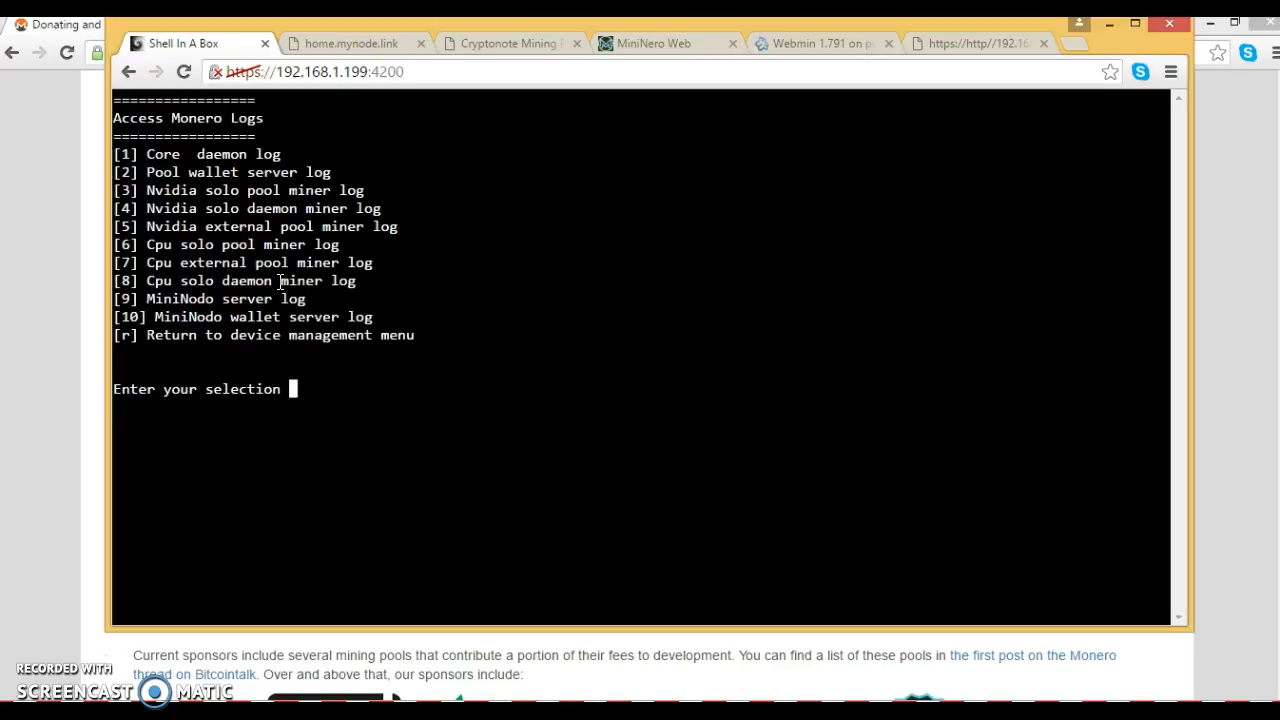 Donating and
Shell In A Box
home.mynode.link
Cryptonote Mining P
MiniNero Web
Webmin 1.791 on p
https://http//192.16
https://192.168.1.199:4200
=================
Access Monero Logs
=================
[1] Core  daemon log
[2] Pool wallet server log
[3] Nvidia solo pool miner log
[4] Nvidia solo daemon miner log
[5] Nvidia external pool miner log
[6] Cpu solo pool miner log
[7] Cpu external pool miner log
[8] Cpu solo daemon miner log
[9] MiniNodo server log
[10] MiniNodo wallet server log
[r] Return to device management menu
Enter your selection
Current sponsors include several mining pools that contribute a portion of their fees to development. You can find a list of these pools in the first post on the Monero
thread on Bitcointalk. Over and above that, our sponsors include:
RECORDED WITH
SCREENCAST MATIC